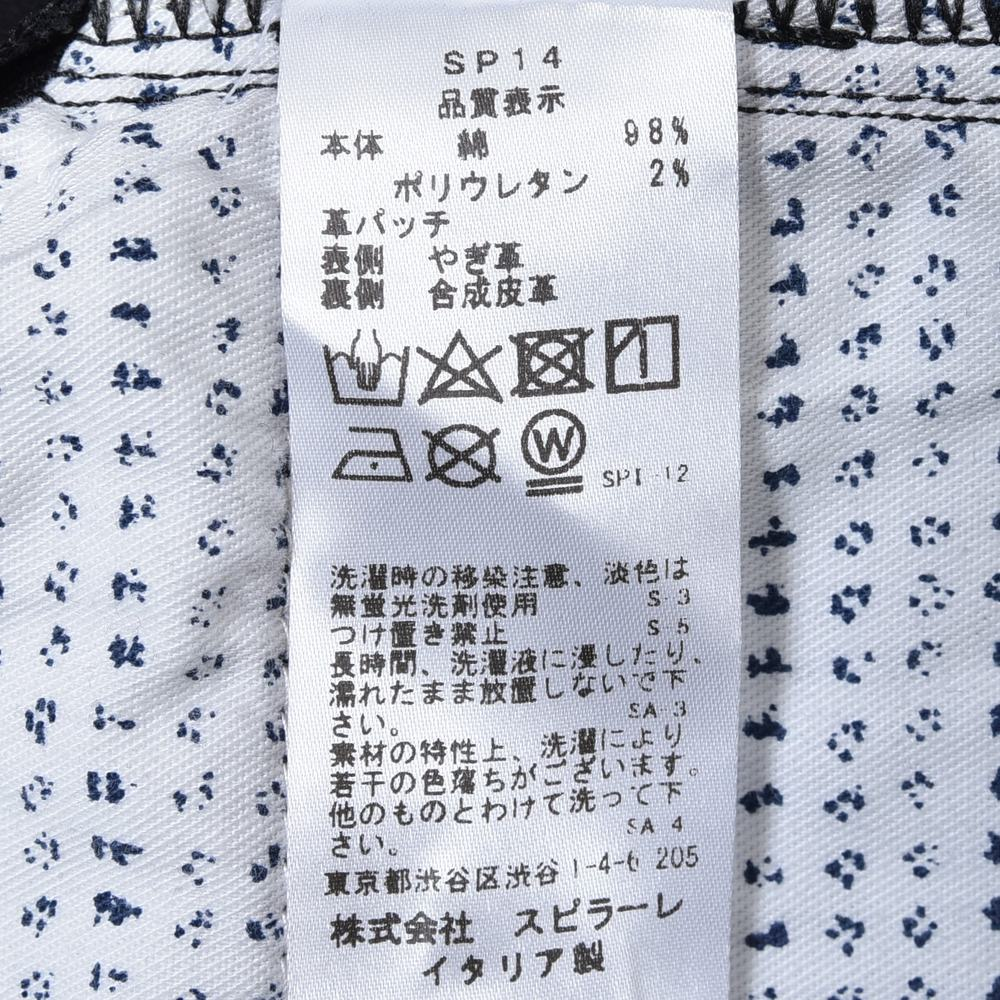 SP14
品質表示
本体 綿 98%
ポリウレタン 2%
革パッチ
表側 やぎ革
裏側 合成皮革
W
洗濯時の移染注意、淡色は
無蛍光洗剤使用 S-3
つけ置き禁止 S-5
長時間、洗濯液に浸したり、
濡れたまま放置しないで下
さい。 SA-3
素材の特性上、洗濯により
若干の色落ちがございます。
他のものとわけて洗って下
さい。 SA-4
東京都渋谷区渋谷1-4-6 205
株式会社 スピラーレ
イタリア製